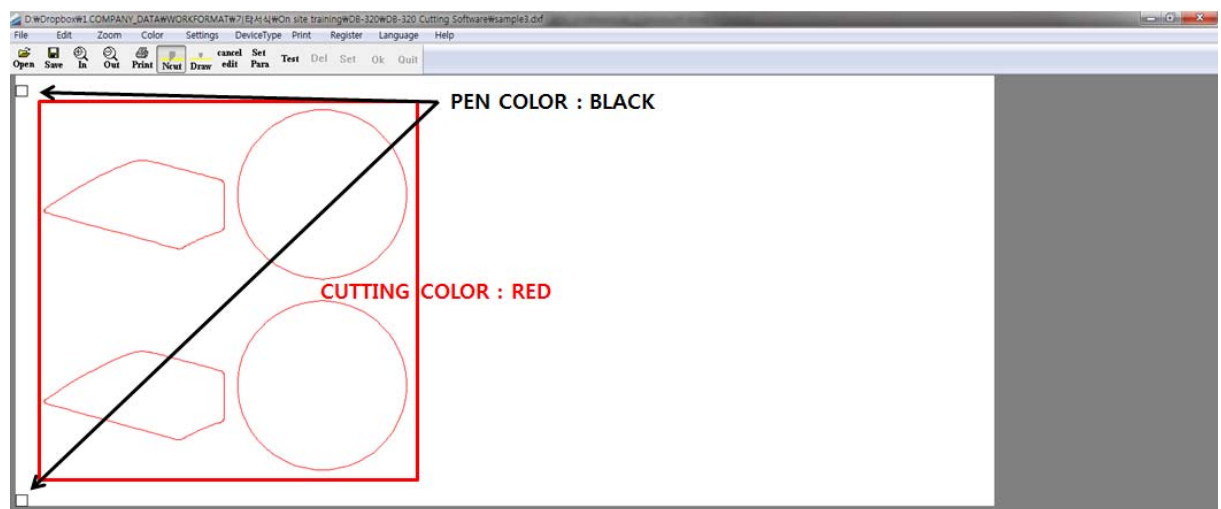 D:₩Dropbox₩1.COMPANY_DATA₩WORKFORMAT₩기타서식₩On site training₩DB-320₩DB-320 Cutting Software₩sample3.dxf
File Edit Zoom Color Settings DeviceType Print Register Language Help
Open Save In Out Print Ncut Draw cancel edit Set Para Test Del Set Ok Quit
PEN COLOR : BLACK
CUTTING COLOR : RED